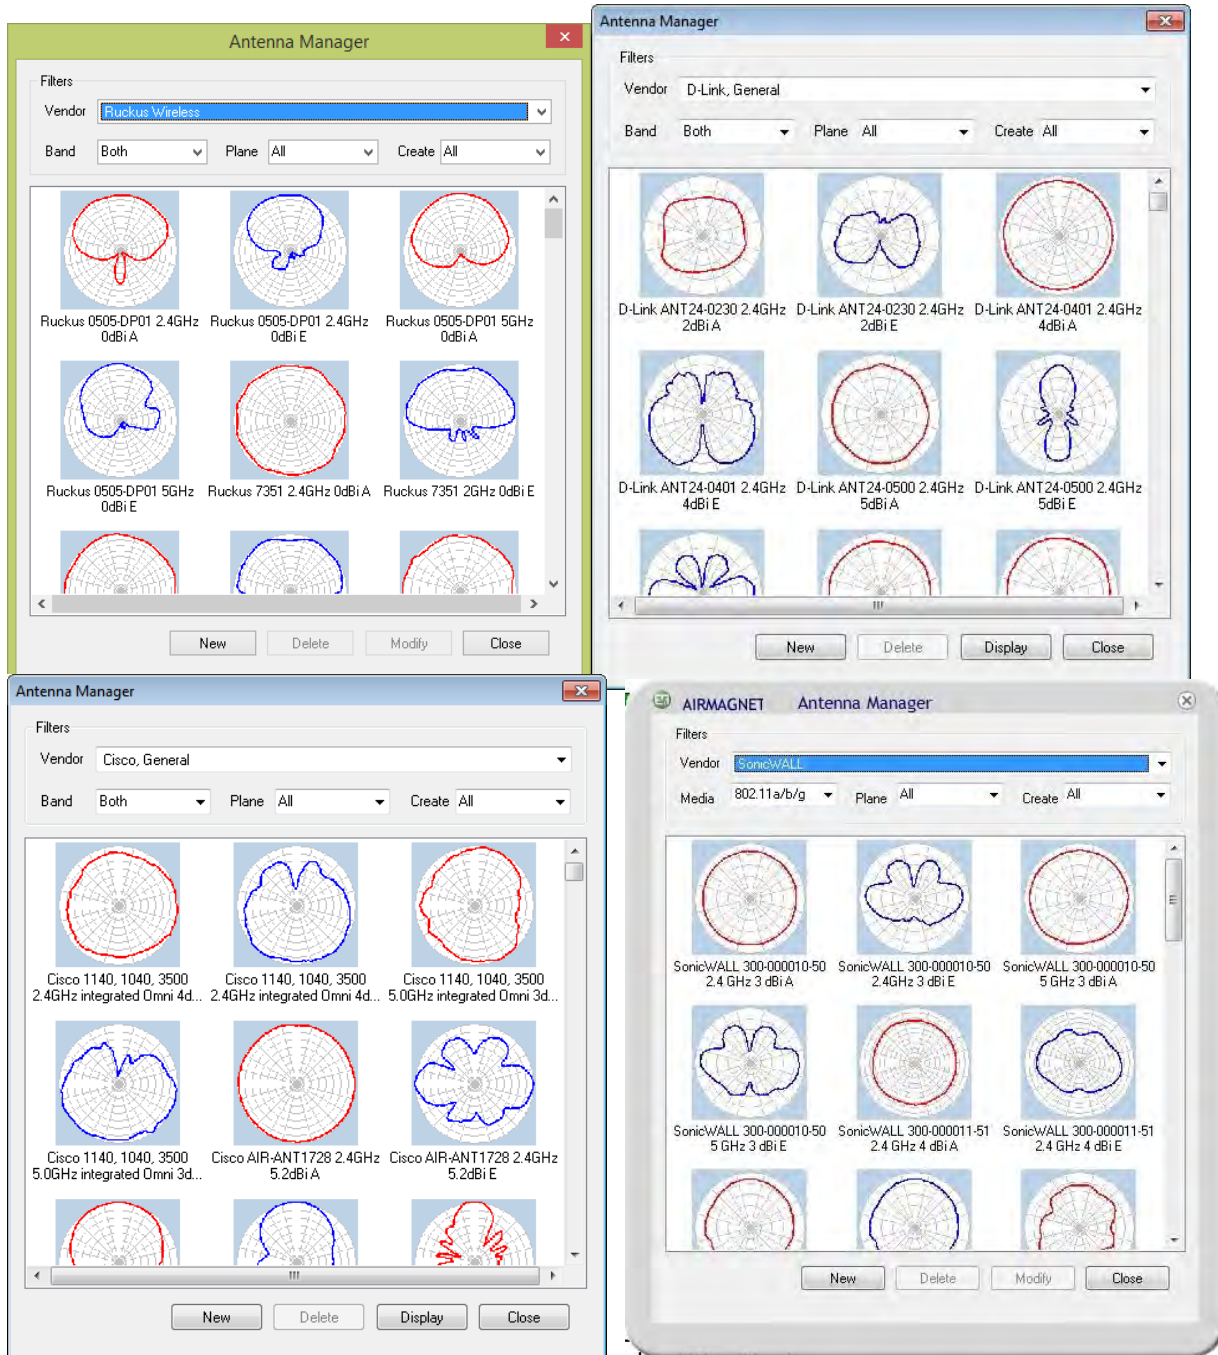 Antenna Manager
Filters
Vendor Ruckus Wireless
Band Both Plane All Create All
Ruckus 0505-DP01 2.4GHz Ruckus 0505-DP01 2.4GHz Ruckus 0505-DP01 5GHz
0dBi A 0dBi E 0dBi A
Ruckus 0505-DP01 5GHz Ruckus 7351 2.4GHz 0dBi A Ruckus 7351 2GHz 0dBi E
0dBi E
New Delete Modify Close
Antenna Manager
Filters
Vendor D-Link, General
Band Both Plane All Create All
D-Link ANT24-0230 2.4GHz D-Link ANT24-0230 2.4GHz D-Link ANT24-0401 2.4GHz
2dBi A 2dBi E 4dBi A
D-Link ANT24-0401 2.4GHz D-Link ANT24-0500 2.4GHz D-Link ANT24-0500 2.4GHz
4dBi E 5dBi A 5dBi E
New Delete Display Close
Antenna Manager
Filters
Vendor Cisco, General
Band Both Plane All Create All
Cisco 1140, 1040, 3500 Cisco 1140, 1040, 3500 Cisco 1140, 1040, 3500
2.4GHz integrated Omni 4d... 2.4GHz integrated Omni 4d... 5.0GHz integrated Omni 3d...
Cisco 1140, 1040, 3500 Cisco AIR-ANT1728 2.4GHz Cisco AIR-ANT1728 2.4GHz
5.0GHz integrated Omni 3d... 5.2dBi A 5.2dBi E
New Delete Display Close
AIRMAGNET Antenna Manager
Filters
Vendor SonicWALL
Media 802.11a/b/g Plane All Create All
SonicWALL 300-000010-50 SonicWALL 300-000010-50 SonicWALL 300-000010-50
2.4 GHz 3 dBi A 2.4GHz 3 dBi E 5 GHz 3 dBi A
SonicWALL 300-000010-50 SonicWALL 300-000011-51 SonicWALL 300-000011-51
5 GHz 3 dBi E 2.4 GHz 4 dBi A 2.4 GHz 4 dBi E
New Delete Modify Close